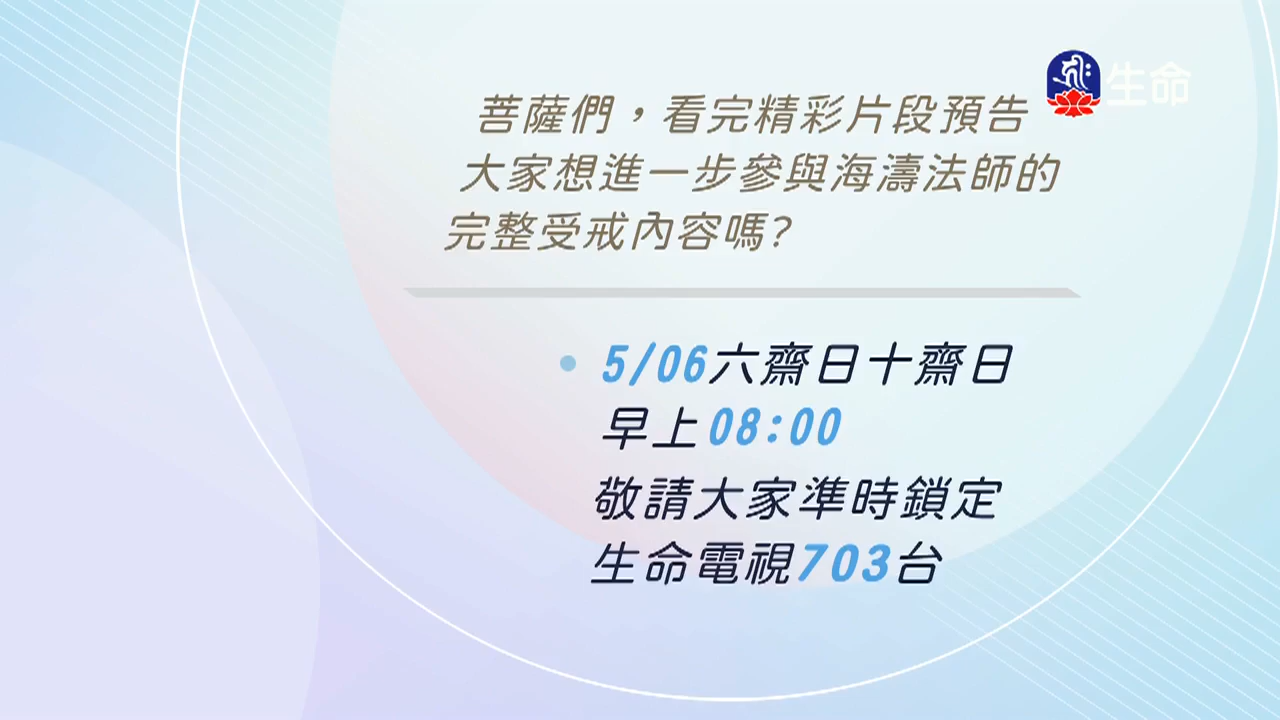 生命
菩薩們，看完精彩片段預告
大家想進一步參與海濤法師的
完整受戒內容嗎?
5/06六齋日十齋日
早上08:00
敬請大家準時鎖定
生命電視703台